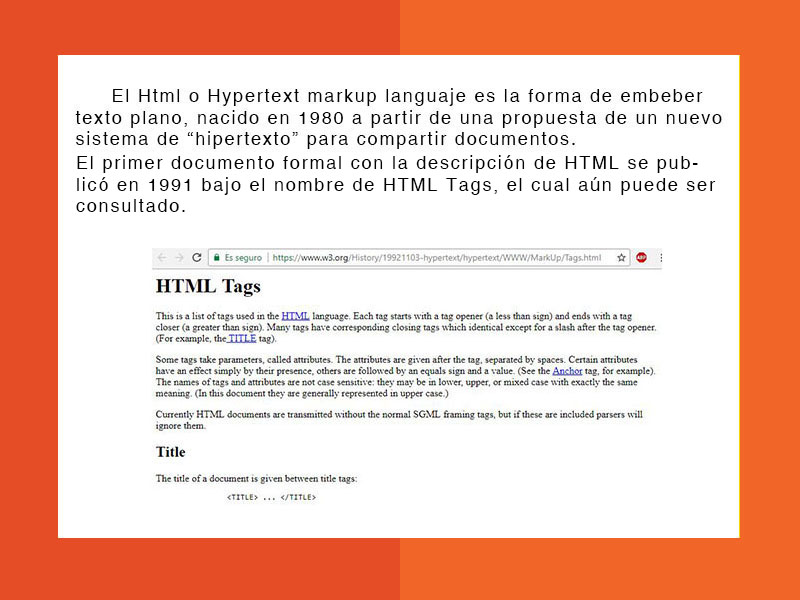 El Html o Hypertext markup languaje es la forma de embeber
texto plano, nacido en 1980 a partir de una propuesta de un nuevo
sistema de “hipertexto” para compartir documentos.
El primer documento formal con la descripción de HTML se pub-
licó en 1991 bajo el nombre de HTML Tags, el cual aún puede ser
consultado.
Es seguro | https://www.w3.org/History/19921103-hypertext/hypertext/WWW/MarkUp/Tags.html ABP
HTML Tags
This is a list of tags used in the HTML language. Each tag starts with a tag opener (a less than sign) and ends with a tag
closer (a greater than sign). Many tags have corresponding closing tags which identical except for a slash after the tag opener.
(For example, the TITLE tag).
Some tags take parameters, called attributes. The attributes are given after the tag, separated by spaces. Certain attributes
have an effect simply by their presence, others are followed by an equals sign and a value. (See the Anchor tag, for example).
The names of tags and attributes are not case sensitive: they may be in lower, upper, or mixed case with exactly the same
meaning. (In this document they are generally represented in upper case.)
Currently HTML documents are transmitted without the normal SGML framing tags, but if these are included parsers will
ignore them.
Title
The title of a document is given between title tags:
<TITLE> ... </TITLE>